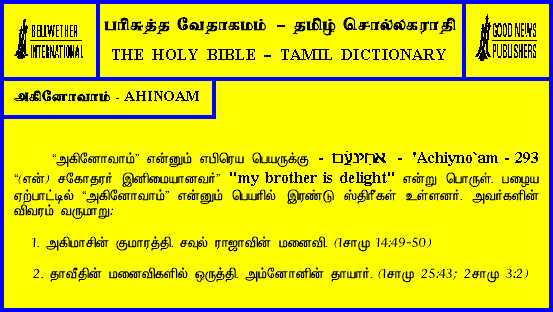 BELLWETHER
INTERNATIONAL
பரிசுத்த வேதாகமம் – தமிழ் சொல்லகராதி
THE HOLY BIBLE – TAMIL DICTIONARY
GOOD NEWS
PUBLISHERS
அகினோவாம் - AHINOAM
“அகினோவாம்” என்னும் எபிரெய பெயருக்கு - אֲחִינֹעַם - 'Achiyno`am - 293
“(என்) சகோதரர் இனிமையானவர்” "my brother is delight" என்று பொருள். பழைய
ஏற்பாட்டில் “அகினோவாம்” என்னும் பெயரில் இரண்டு ஸ்திரீகள் உள்ளனர். அவர்களின்
விவரம் வருமாறு:
1. அகிமாசின் குமாரத்தி. சவுல் ராஜாவின் மனைவி. (1சாமு 14:49-50)
2. தாவீதின் மனைவிகளில் ஒருத்தி. அம்னோனின் தாயார். (1சாமு 25:43; 2சாமு 3:2)